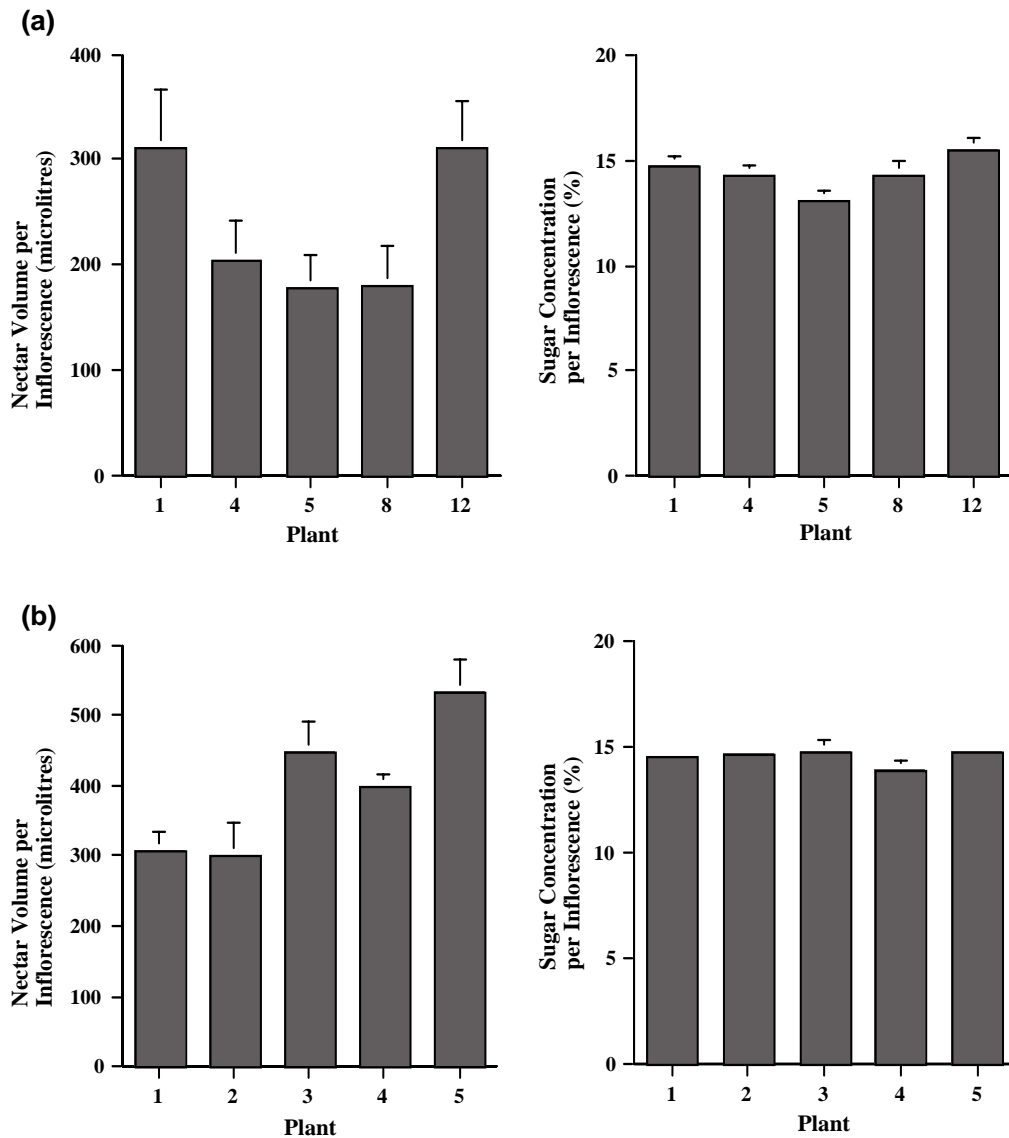 (a)
Nectar Volume per
Inflorescence (microlitres)
400
300
200
100
0
1 4 5 8 12
Plant
Sugar Concentration
per Inflorescence (%)
20
15
10
5
0
1 4 5 8 12
Plant
(b)
Nectar Volume per
Inflorescence (microlitres)
600
500
400
300
200
100
0
1 2 3 4 5
Plant
Sugar Concentration
per Inflorescence (%)
20
15
10
5
0
1 2 3 4 5
Plant